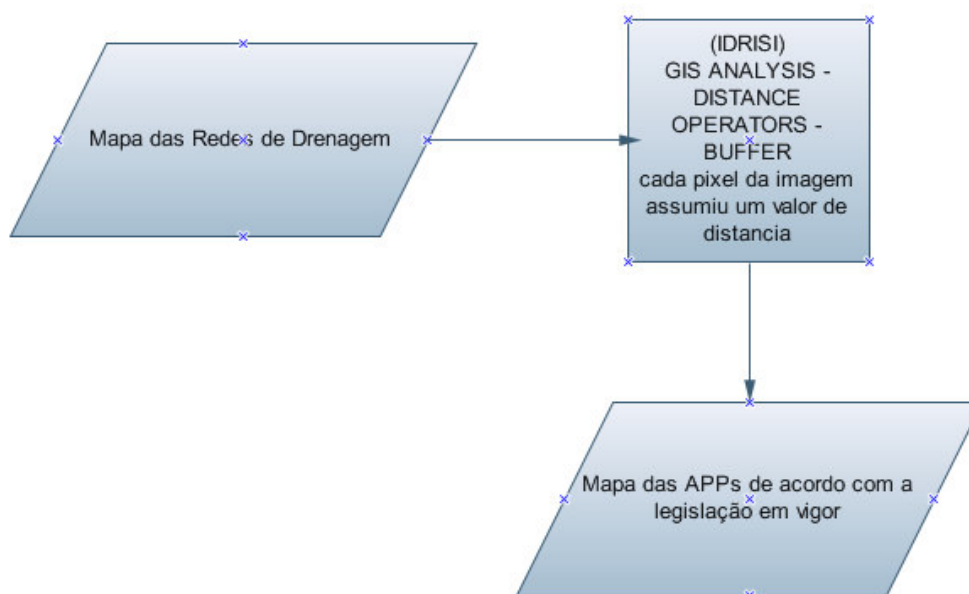 Mapa das Redes de Drenagem
(IDRISI)
GIS ANALYSIS -
DISTANCE
OPERATORS -
BUFFER
cada pixel da imagem
assumiu um valor de
distancia
Mapa das APPs de acordo com a
legislação em vigor